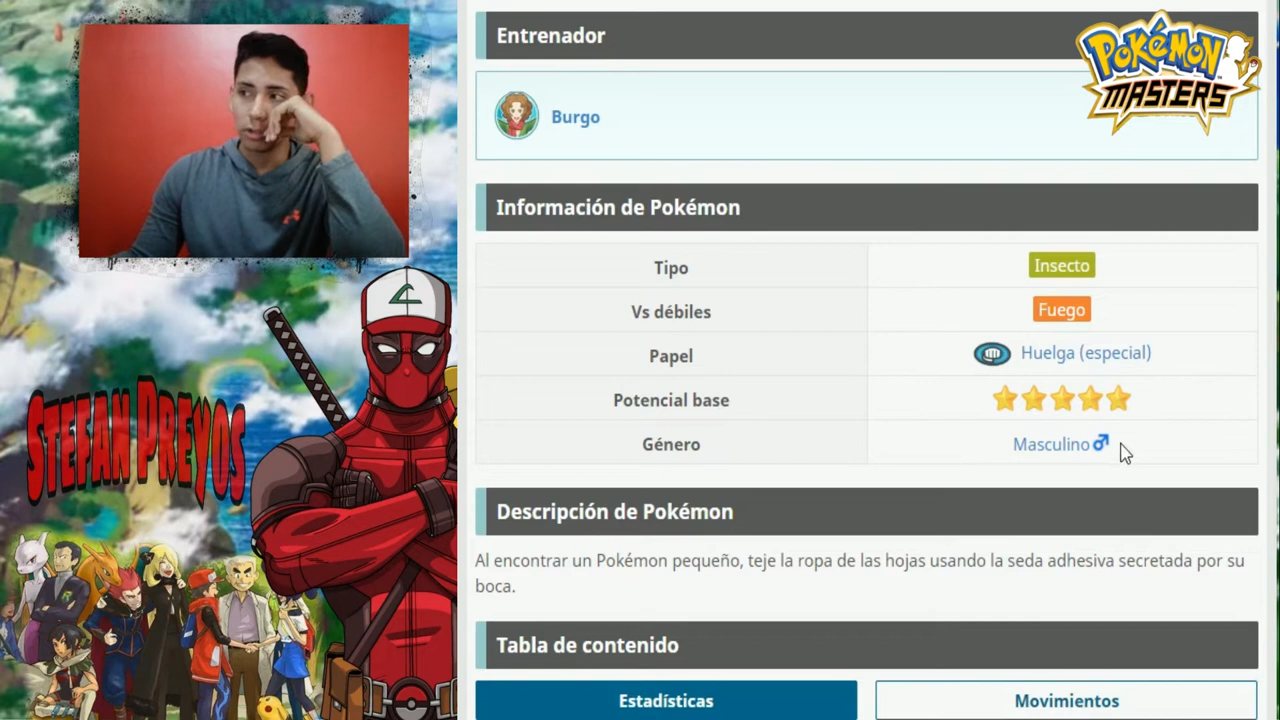 Entrenador
POKéMON
MASTERS
Burgo
Información de Pokémon
Tipo
Insecto
Vs débiles
Fuego
Papel
Huelga (especial)
Potencial base
Género
Masculino♂
STEFAN PREYOS
Descripción de Pokémon
Al encontrar un Pokémon pequeño, teje la ropa de las hojas usando la seda adhesiva secretada por su
boca.
Tabla de contenido
Estadísticas
Movimientos